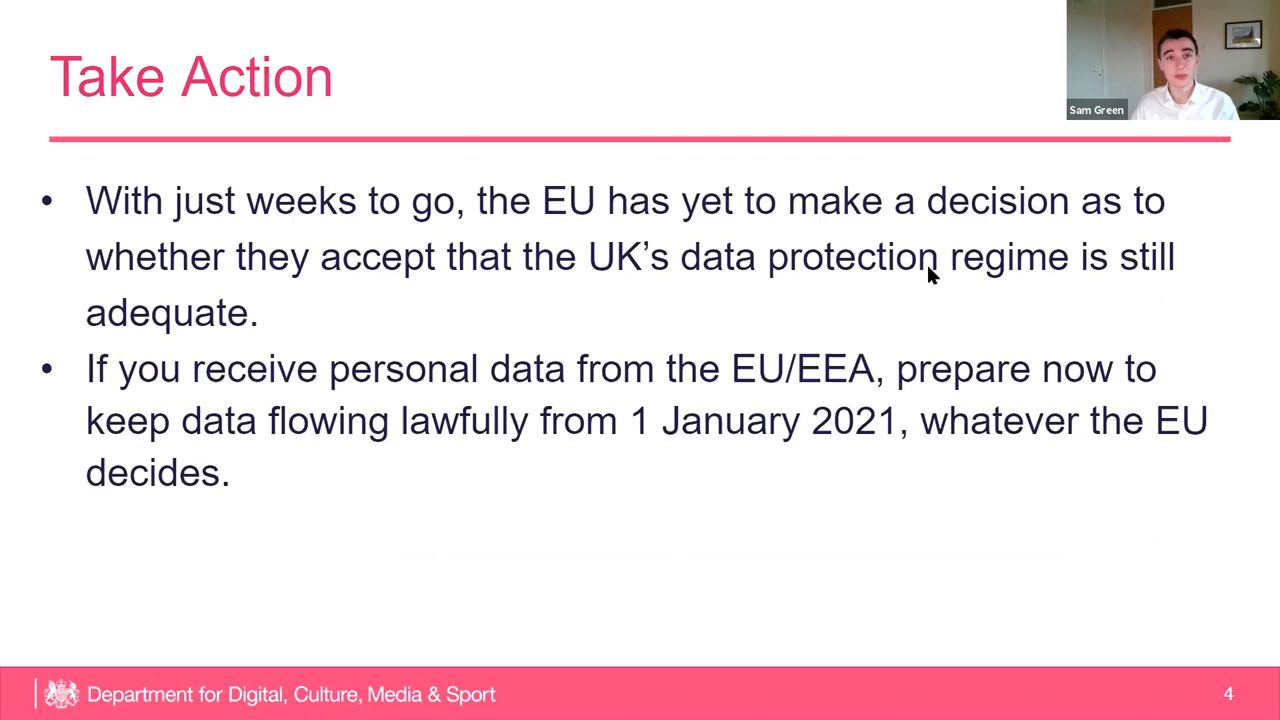 Take Action
Sam Green
• With just weeks to go, the EU has yet to make a decision as to
whether they accept that the UK’s data protection regime is still
adequate.
• If you receive personal data from the EU/EEA, prepare now to
keep data flowing lawfully from 1 January 2021, whatever the EU
decides.
Department for Digital, Culture, Media & Sport
4